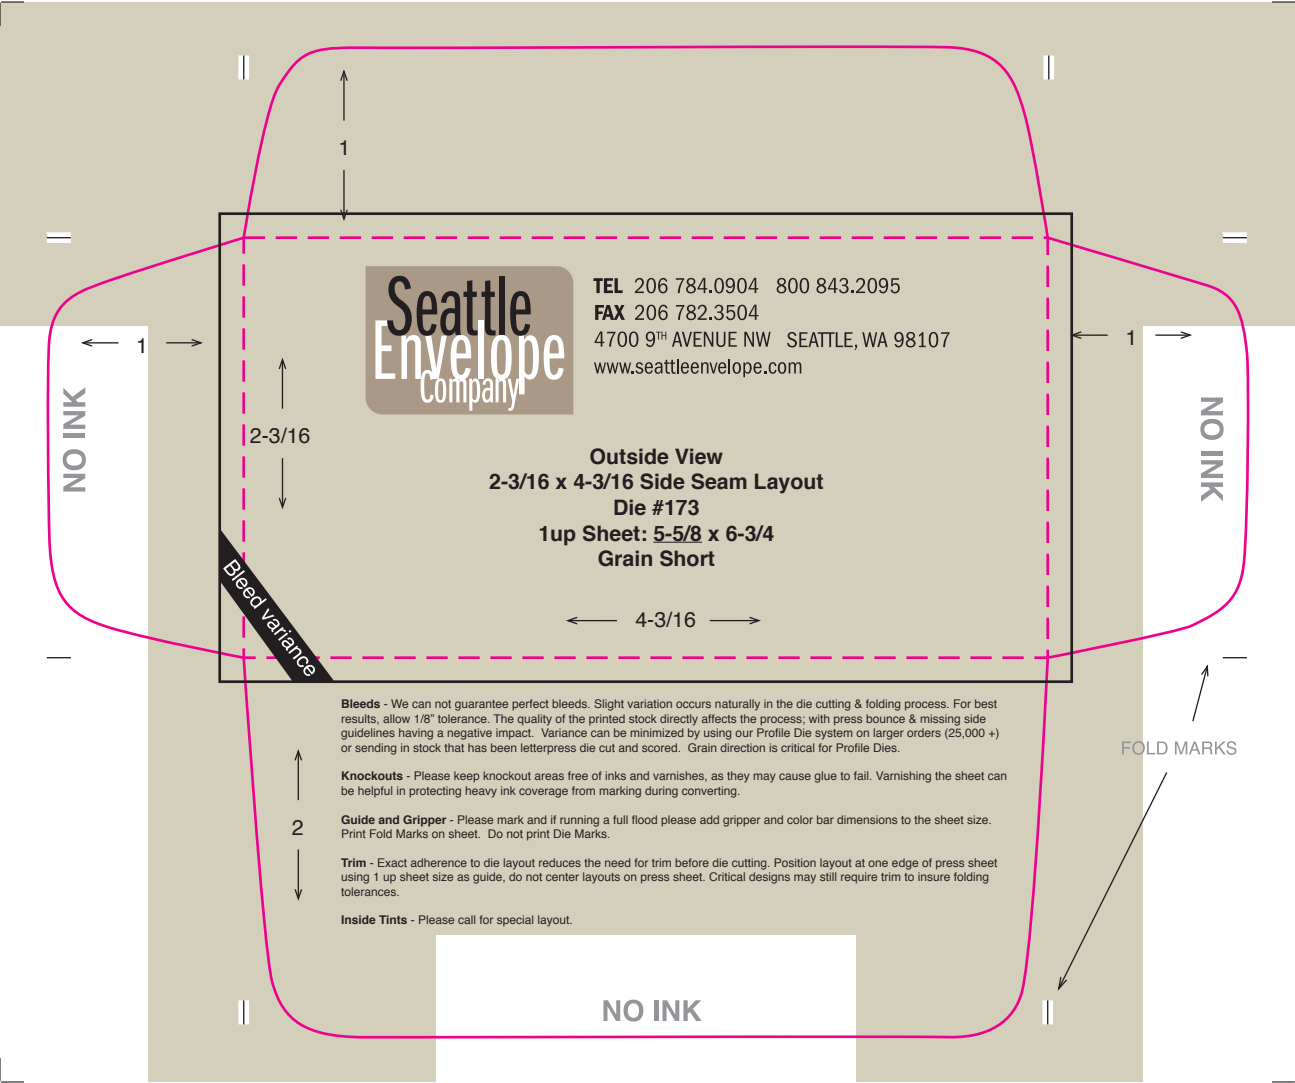 1
Seattle
Envelope
Company
TEL 206 784.0904 800 843.2095
FAX 206 782.3504
4700 9TH AVENUE NW SEATTLE, WA 98107
www.seattleenvelope.com
1
1
NO INK
NO INK
2-3/16
Outside View
2-3/16 x 4-3/16 Side Seam Layout
Die #173
1up Sheet: 5-5/8 x 6-3/4
Grain Short
Bleed variance
4-3/16
Bleeds - We can not guarantee perfect bleeds. Slight variation occurs naturally in the die cutting & folding process. For best
results, allow 1/8" tolerance. The quality of the printed stock directly affects the process; with press bounce & missing side
guidelines having a negative impact. Variance can be minimized by using our Profile Die system on larger orders (25,000 +)
or sending in stock that has been letterpress die cut and scored. Grain direction is critical for Profile Dies.
FOLD MARKS
Knockouts - Please keep knockout areas free of inks and varnishes, as they may cause glue to fail. Varnishing the sheet can
be helpful in protecting heavy ink coverage from marking during converting.
2
Guide and Gripper - Please mark and if running a full flood please add gripper and color bar dimensions to the sheet size.
Print Fold Marks on sheet. Do not print Die Marks.
Trim - Exact adherence to die layout reduces the need for trim before die cutting. Position layout at one edge of press sheet
using 1 up sheet size as guide, do not center layouts on press sheet. Critical designs may still require trim to insure folding
tolerances.
Inside Tints - Please call for special layout.
NO INK